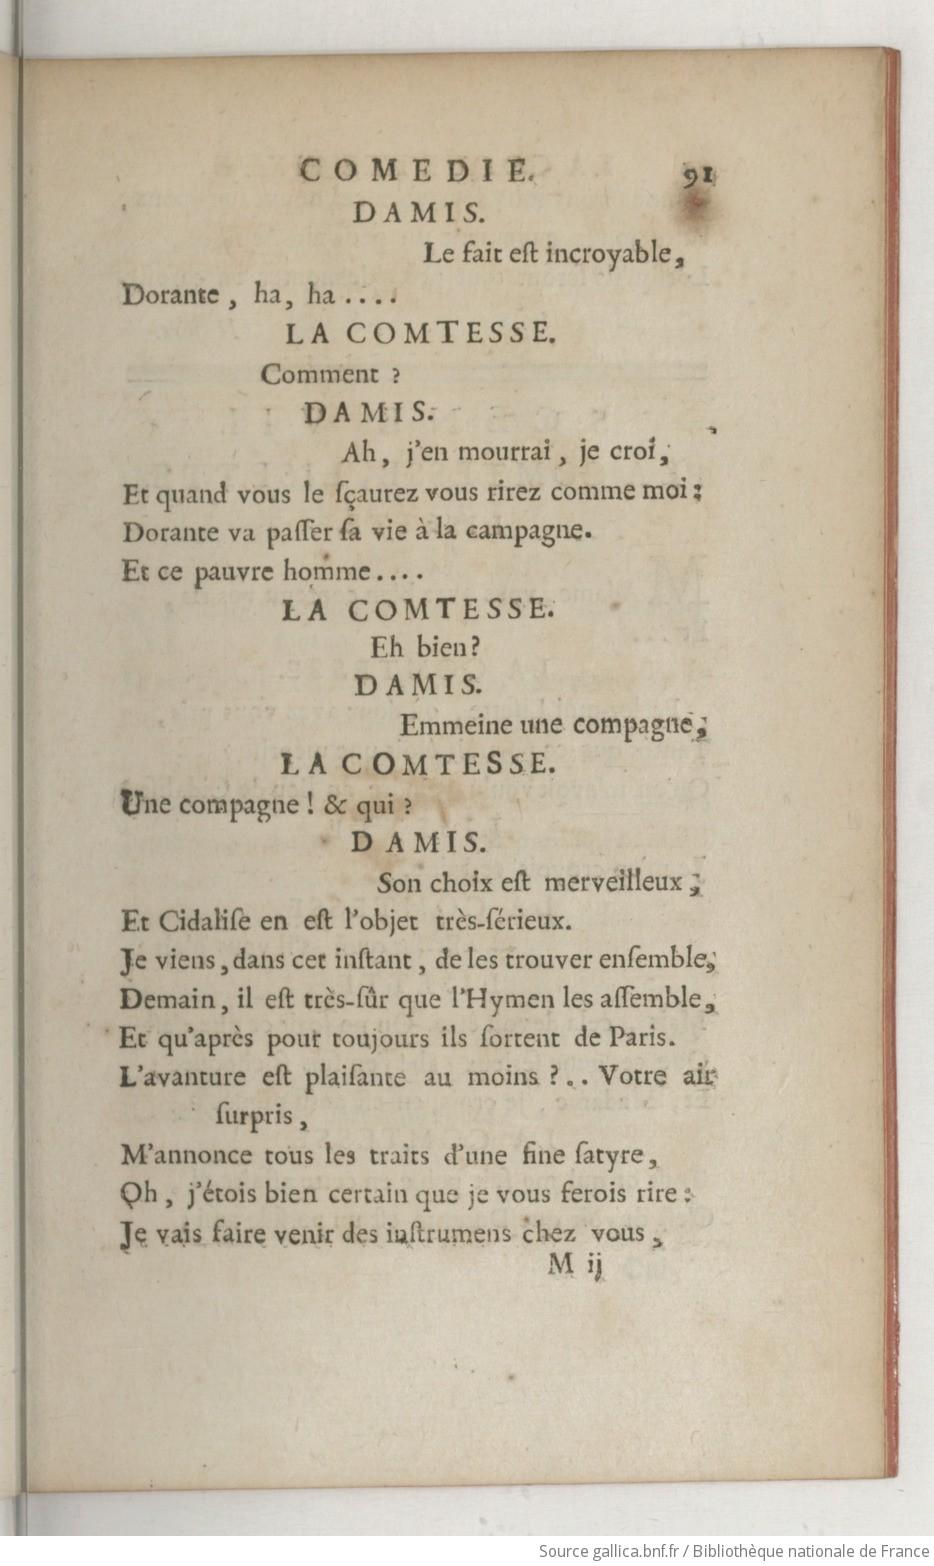 COMEDIE. 91
DAMIS.
Le fait eſt incroyable,
Dorante, ha, ha....
LA COMTESSE.
Comment ?
DAMIS.
Ah, j'en mourrai, je croi,
Et quand vous le ſçaurez vous rirez comme moi :
Dorante va paſſer ſa vie à la campagne.
Et ce pauvre homme....
LA COMTESSE.
Eh bien ?
DAMIS.
Emmeine une compagne ;
LA COMTESSE.
Une compagne ! & qui ?
DAMIS.
Son choix eſt merveilleux ;
Et Cidaliſe en eſt l'objet très-ſérieux.
Je viens, dans cet inſtant, de les trouver enſemble ;
Demain, il eſt très-ſûr que l'Hymen les aſſemble,
Et qu'après pour toujours ils ſortent de Paris.
L'avanture eſt plaiſante au moins ?.. Votre air
ſurpris,
M'annonce tous les traits d'une fine ſatyre,
Oh, j'étois bien certain que je vous ferois rire :
Je vais faire venir des inſtrumens chez vous,
M ij
Source gallica.bnf.fr / Bibliothèque nationale de France